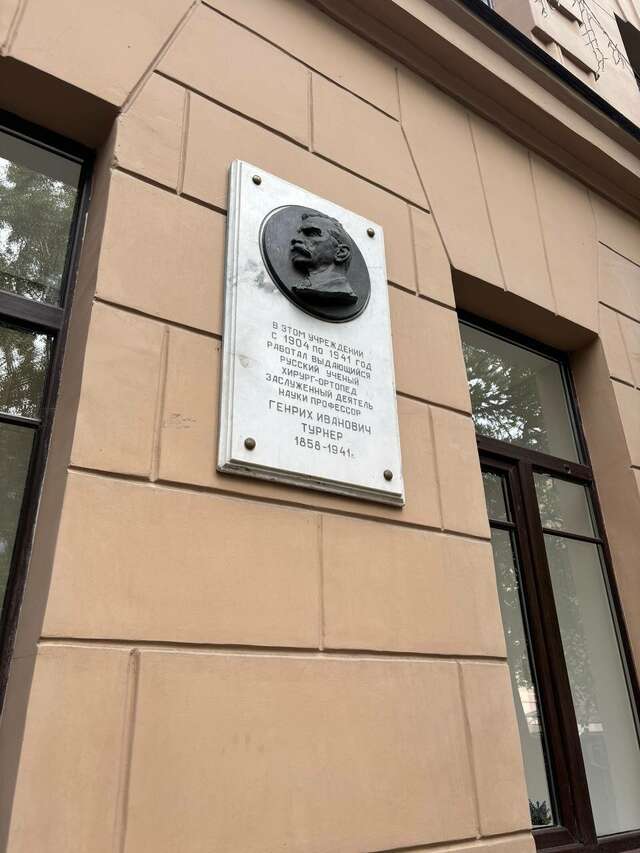 В ЭТОМ УЧРЕЖДЕНИИ
С 1904 ПО 1941 ГОД
РАБОТАЛ ВЫДАЮЩИЙСЯ
РУССКИЙ УЧЕНЫЙ
ХИРУРГ-ОРТОПЕД
ЗАСЛУЖЕННЫЙ ДЕЯТЕЛЬ
НАУКИ ПРОФЕССОР
ГЕНРИХ ИВАНОВИЧ
ТУРНЕР
1858-1941г.